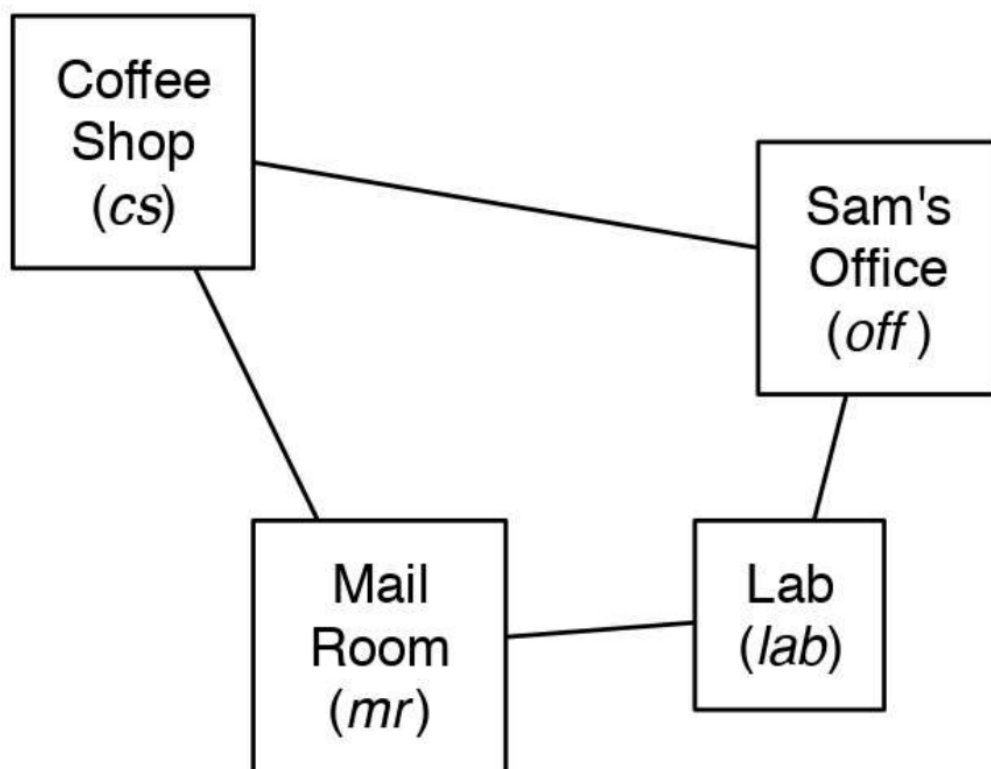 Coffee
Shop
(cs)
Sam's
Office
(off)
Mail
Room
(mr)
Lab
(lab)